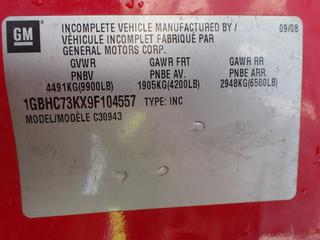 GM
INCOMPLETE VEHICLE MANUFACTURED BY / 09/08
VÉHICULE INCOMPLET FABRIQUÉ PAR
GENERAL MOTORS CORP.
GVWR GAWR FRT GAWR RR
PNBV PNBE AV. PNBE ARR.
4491KG(9900LB) 1905KG(4200LB) 2948KG(6500LB)
1GBHC73KX9F104557 TYPE: INC
MODEL/MODÈLE C30943